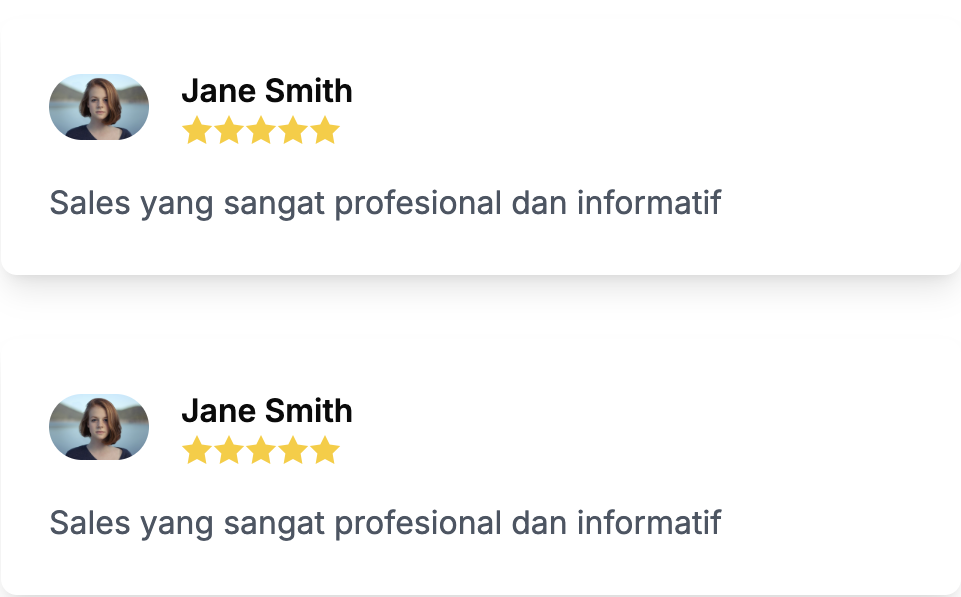 Jane Smith
Sales yang sangat profesional dan informatif
Jane Smith
Sales yang sangat profesional dan informatif